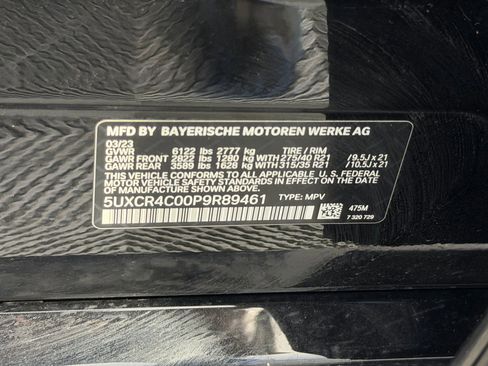 MFD BY BAYERISCHE MOTOREN WERKE AG
03/23
GVWR 6122 lbs 2777 kg TIRE / RIM
GAWR FRONT 2822 lbs 1280 kg 275/40 R21 / 9.5J x 21
GAWR REAR 3589 lbs 1628 kg 315/35 R21 / 10.5J x 21
THIS VEHICLE CONFORMS TO ALL APPLICABLE U. S. FEDERAL
MOTOR VEHICLE SAFETY STANDARDS IN EFFECT ON THE DATE
OF MANUFACTURE SHOWN ABOVE.
5UXCR4C00P9R89461 TYPE: MPV
475M
7 320 729